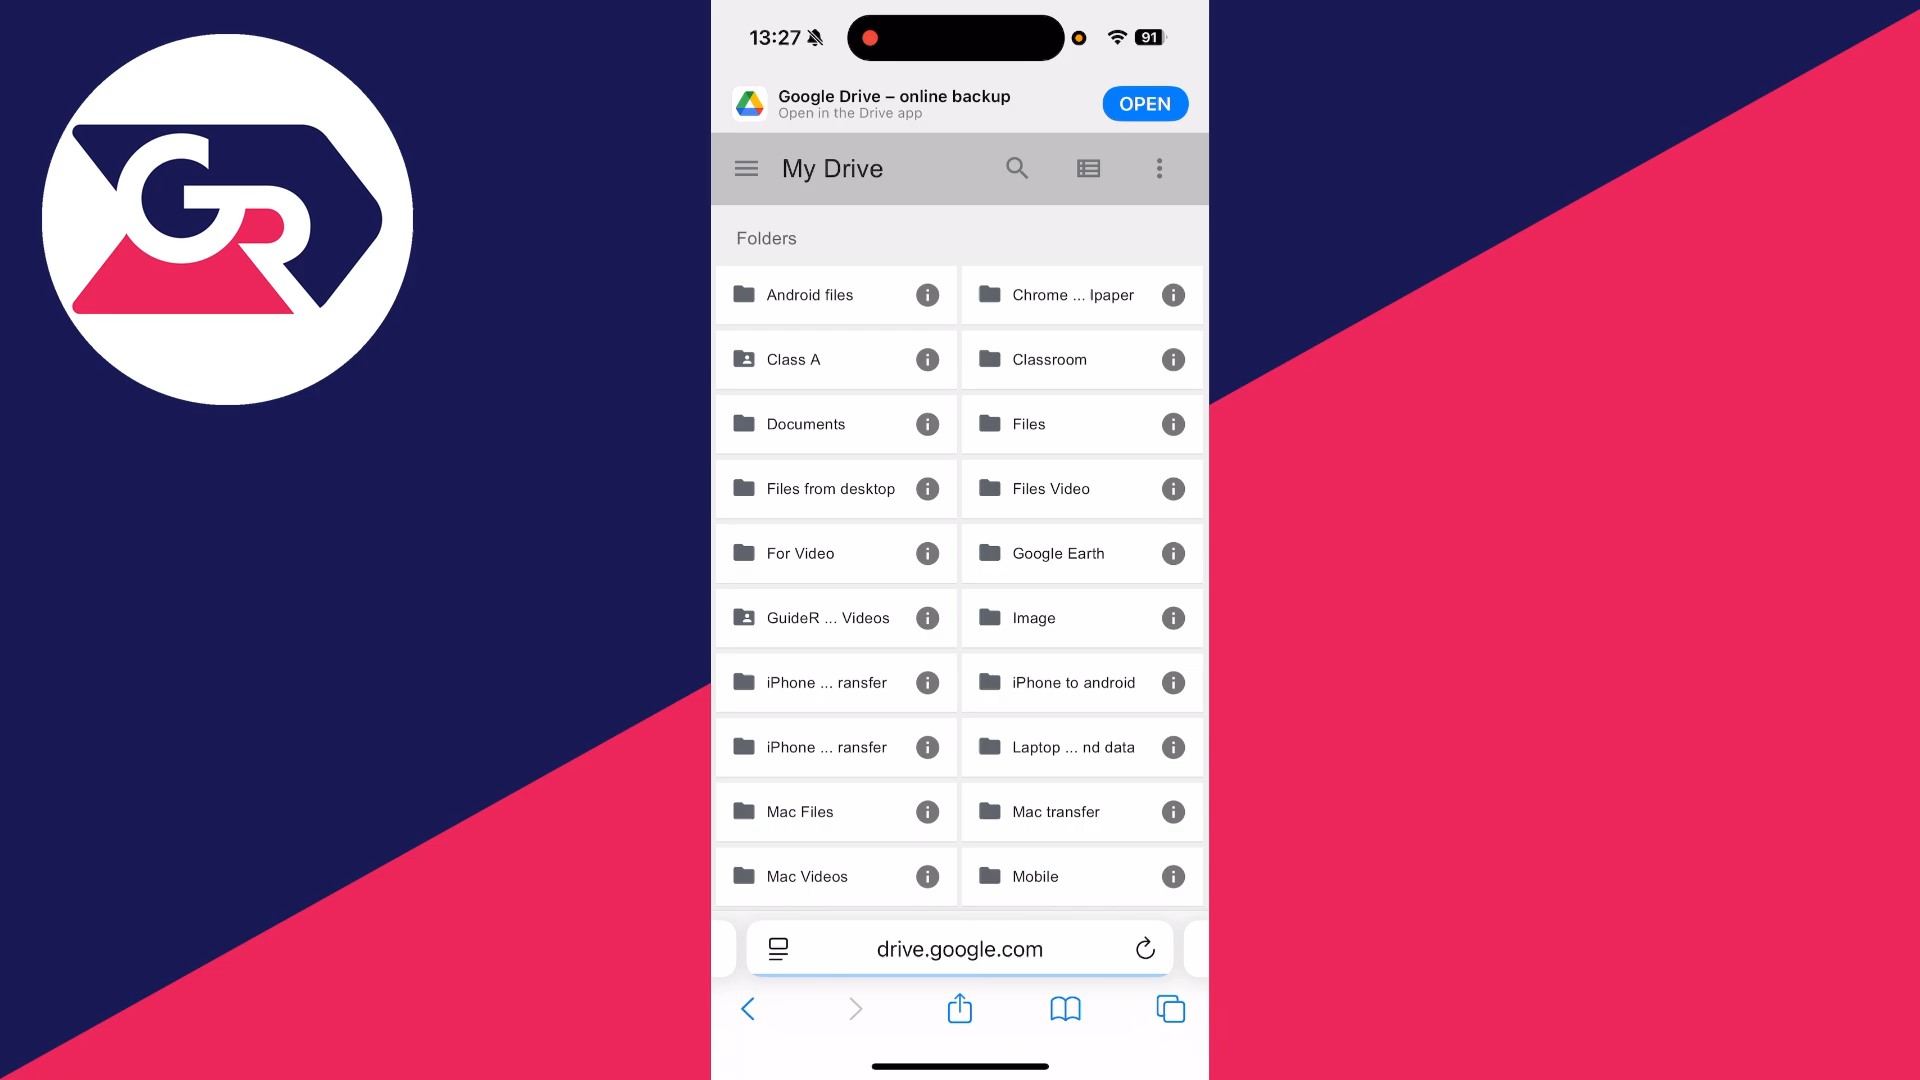 GR
13:27
91
Google Drive – online backup
Open in the Drive app
OPEN
My Drive
Folders
Android files
Chrome ... lpaper
Class A
Classroom
Documents
Files
Files from desktop
Files Video
For Video
Google Earth
GuideR ... Videos
Image
iPhone ... ransfer
iPhone to android
iPhone ... ransfer
Laptop ... nd data
Mac Files
Mac transfer
Mac Videos
Mobile
drive.google.com